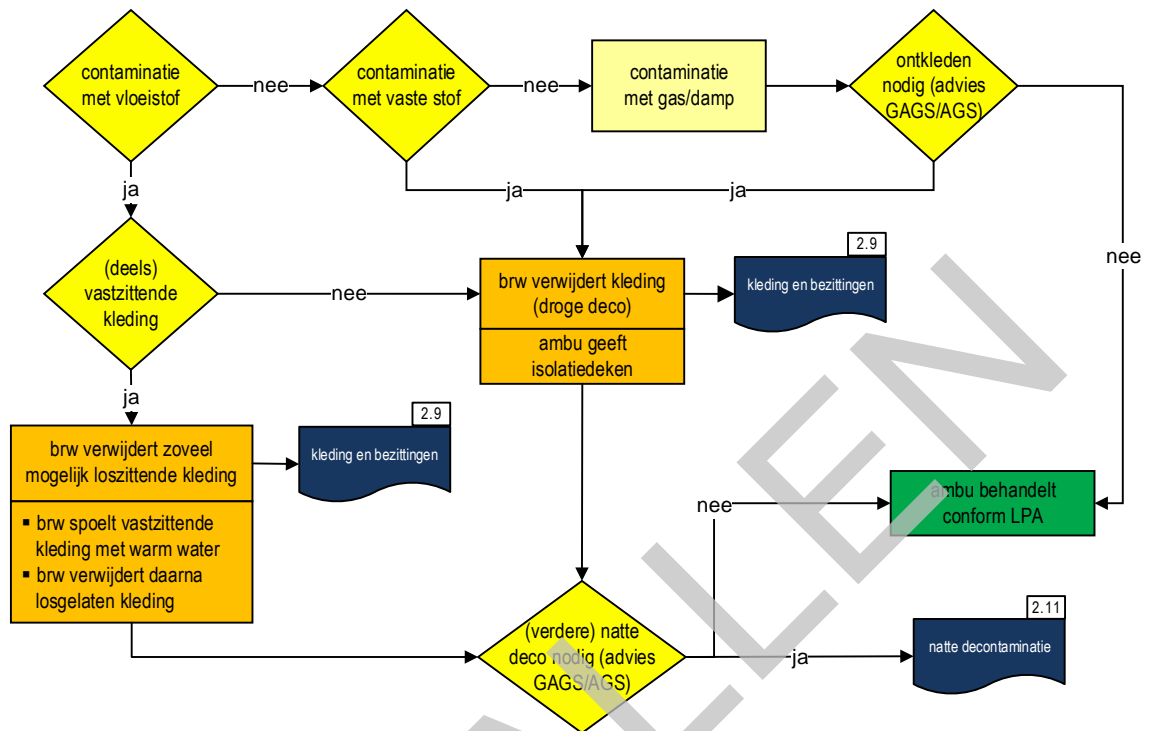 contaminatie
met vloeistof
nee
contaminatie
met vaste stof
nee
contaminatie
met gas/damp
ontkleden
nodig (advies
GAGS/AGS)
ja
ja
ja
nee
(deels)
vastzittende
kleding
nee
brw verwijdert kleding
(droge deco)
ambu geeft
isolatiedeken
2.9
kleding en bezittingen
ja
brw verwijdert zoveel
mogelijk loszittende kleding
▪ brw spoelt vastzittende
kleding met warm water
▪ brw verwijdert daarna
losgelaten kleding
2.9
kleding en bezittingen
nee
ambu behandelt
conform LPA
(verdere) natte
deco nodig (advies
GAGS/AGS)
ja
2.11
natte decontaminatie
LLEN